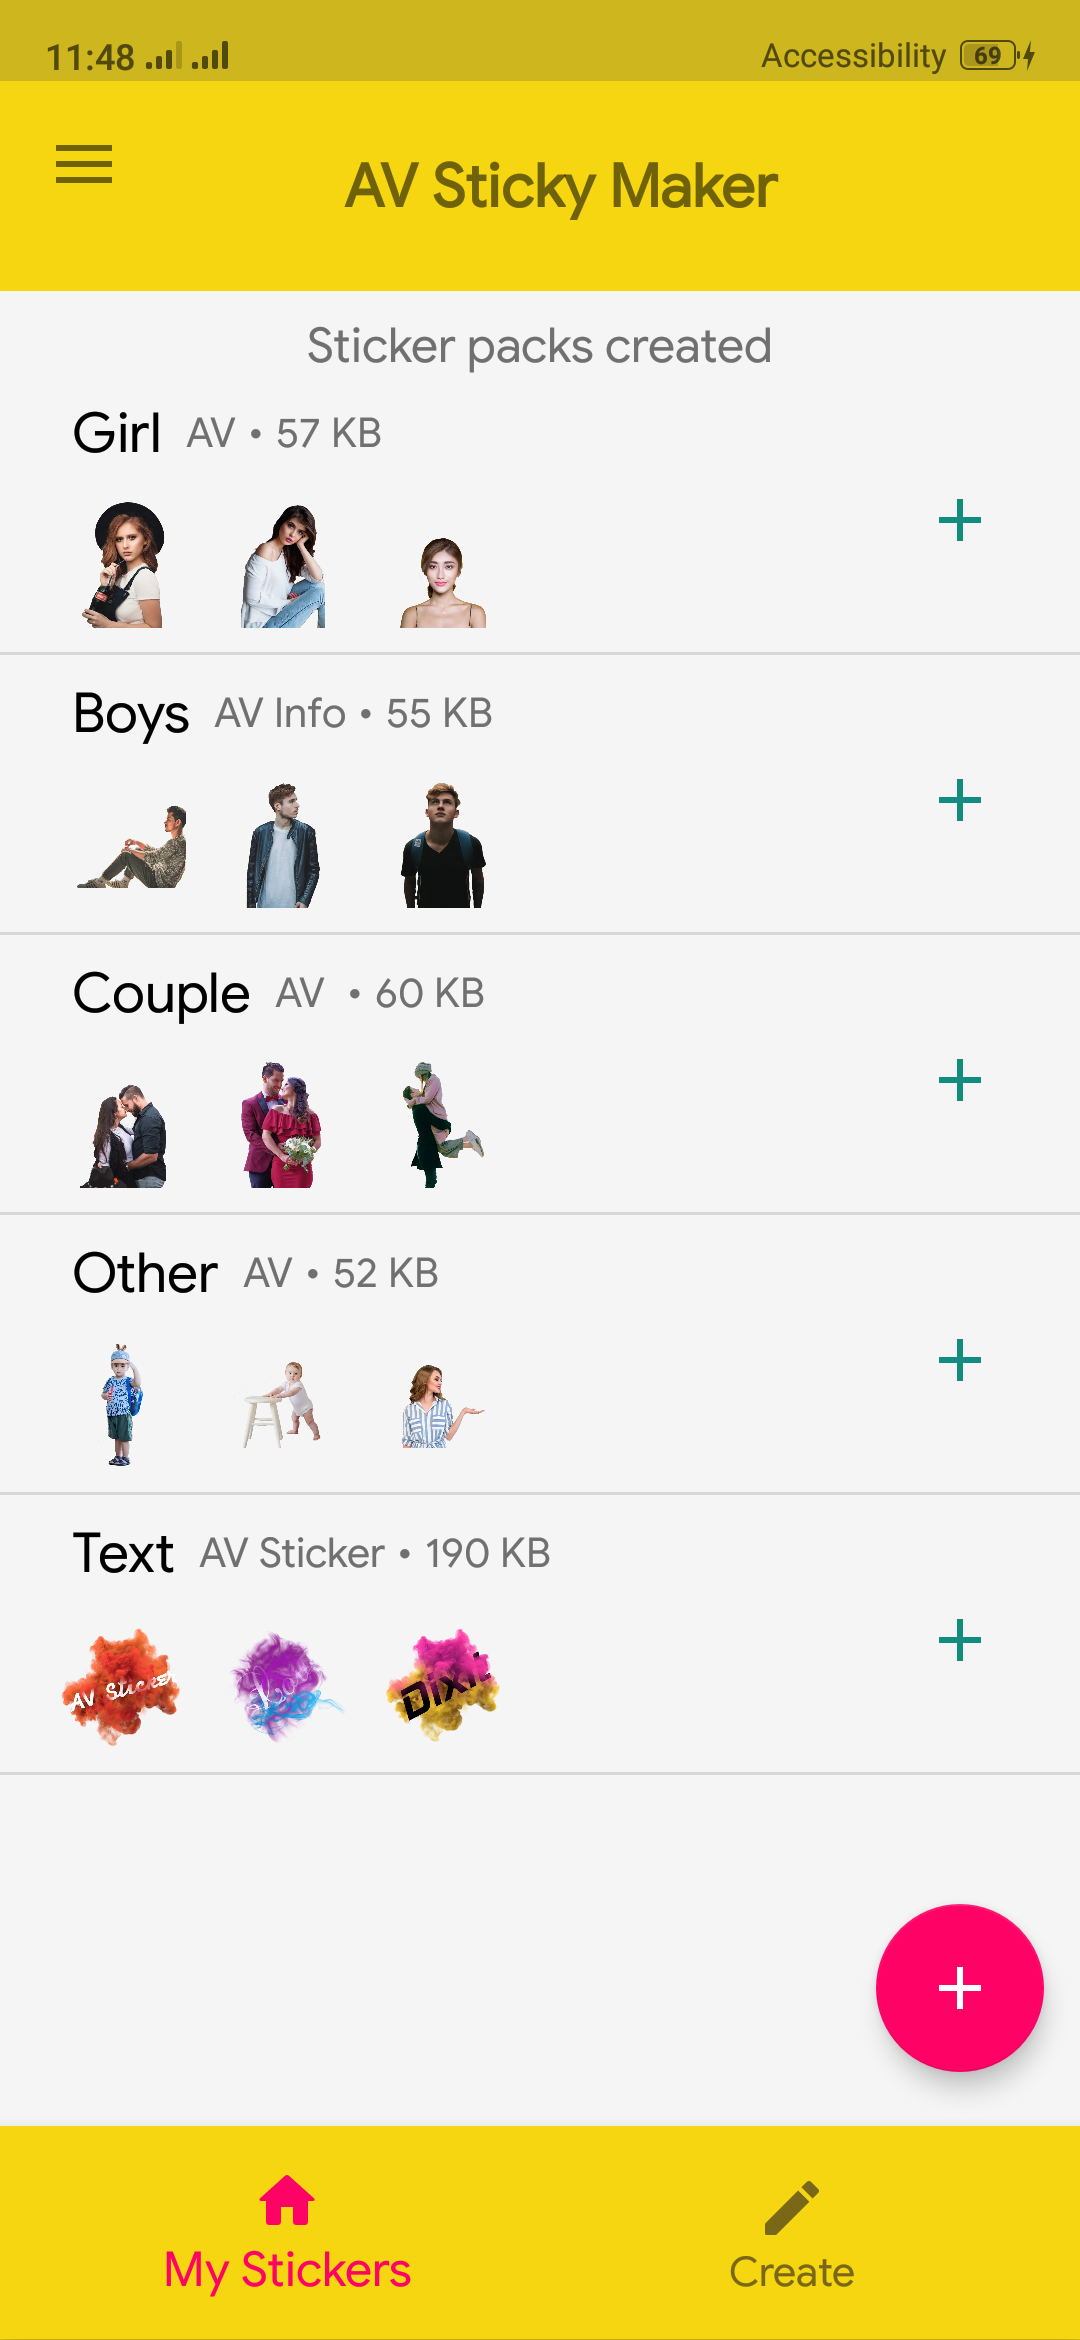 11:48 Accessibility 69
AV Sticky Maker
Sticker packs created
Girl AV • 57 KB
Boys AV Info • 55 KB
Couple AV • 60 KB
Other AV • 52 KB
Text AV Sticker • 190 KB
AV Sticker
Dixit
My Stickers
Create